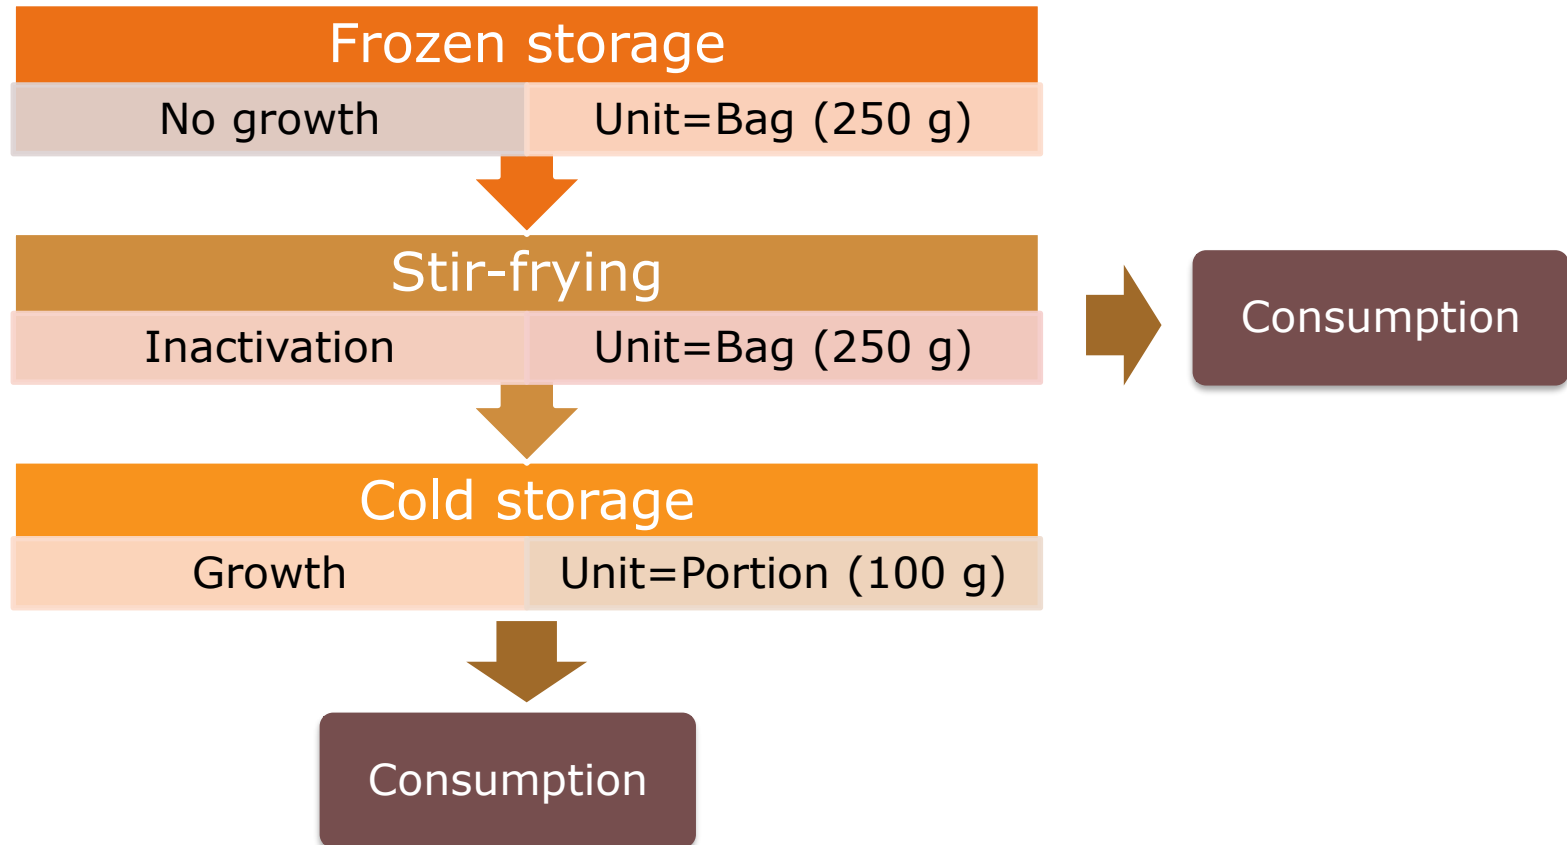 Frozen storage
No growth
Unit=Bag (250 g)
Stir-frying
Inactivation
Unit=Bag (250 g)
Consumption
Cold storage
Growth
Unit=Portion (100 g)
Consumption